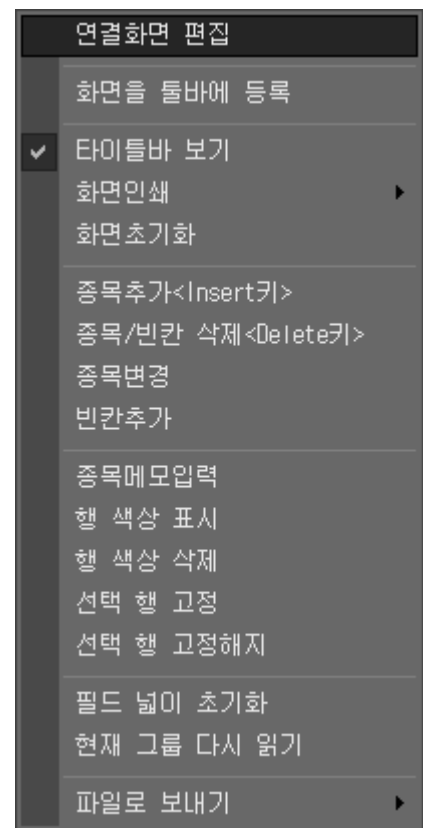 연결화면 편집
화면을 툴바에 등록
타이틀바 보기
화면인쇄
화면초기화
종목추가<Insert키>
종목/빈칸 삭제<Delete키>
종목변경
빈칸추가
종목메모입력
행 색상 표시
행 색상 삭제
선택 행 고정
선택 행 고정해지
필드 넓이 초기화
현재 그룹 다시 읽기
파일로 보내기